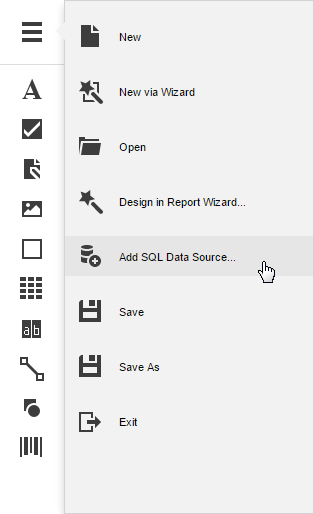 New
New via Wizard
Open
Design in Report Wizard...
Add SQL Data Source...
Save
Save As
Exit
A
a b